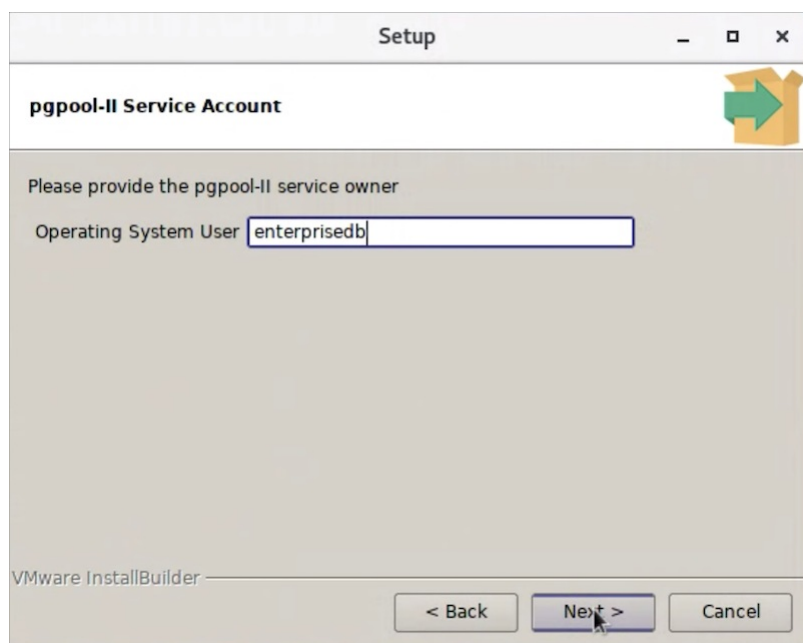 Setup
pgpool-II Service Account
Please provide the pgpool-II service owner
Operating System User enterprisedb
VMware InstallBuilder
< Back Next > Cancel